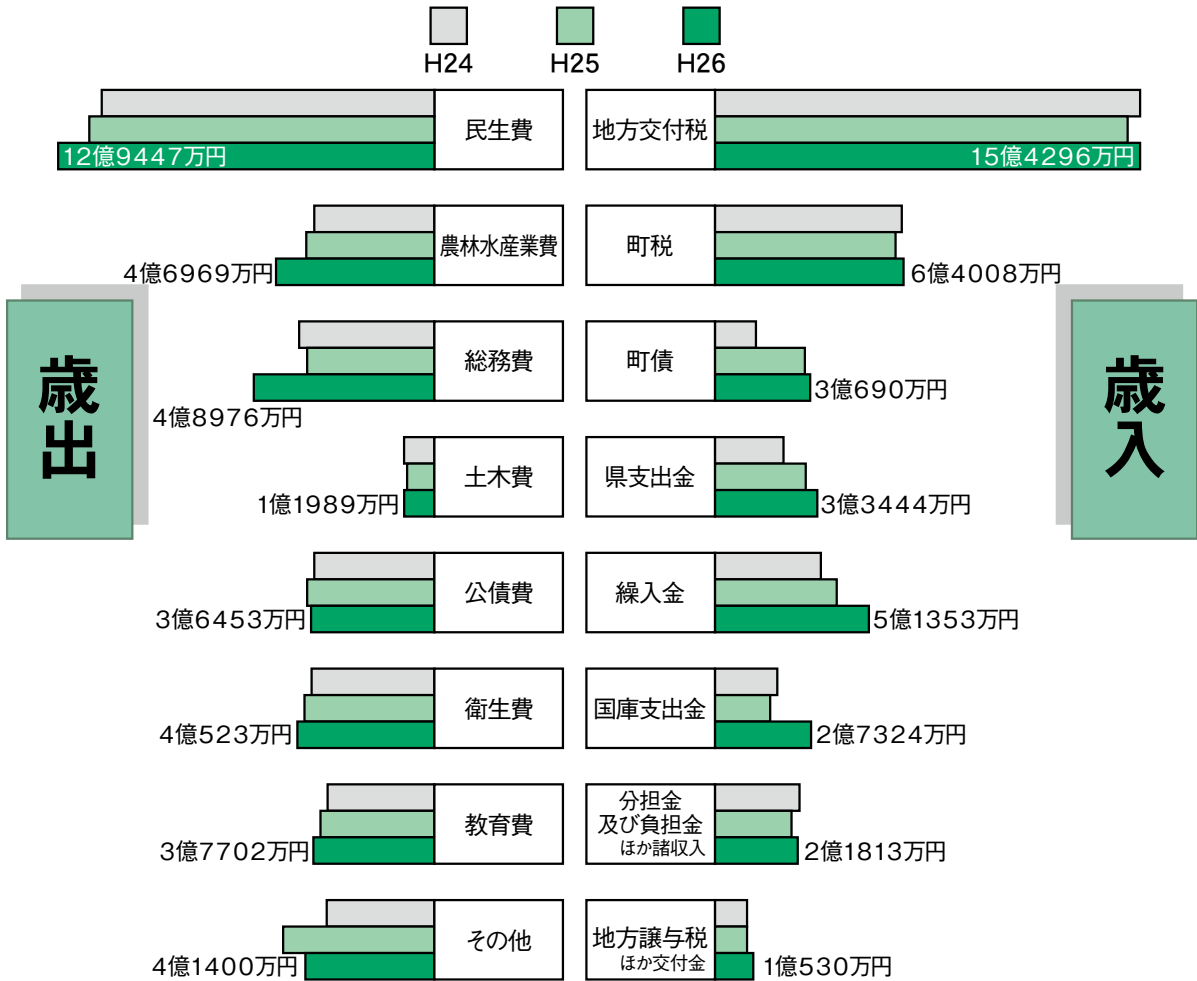 H24
H25
H26
歳出
民生費
12億9447万円
農林水産業費
4億6969万円
総務費
4億8976万円
土木費
1億1989万円
公債費
3億6453万円
衛生費
4億523万円
教育費
3億7702万円
その他
4億1400万円
歳入
地方交付税
15億4296万円
町税
6億4008万円
町債
3億690万円
県支出金
3億3444万円
繰入金
5億1353万円
国庫支出金
2億7324万円
分担金
及び負担金
ほか諸収入
2億1813万円
地方譲与税
ほか交付金
1億530万円